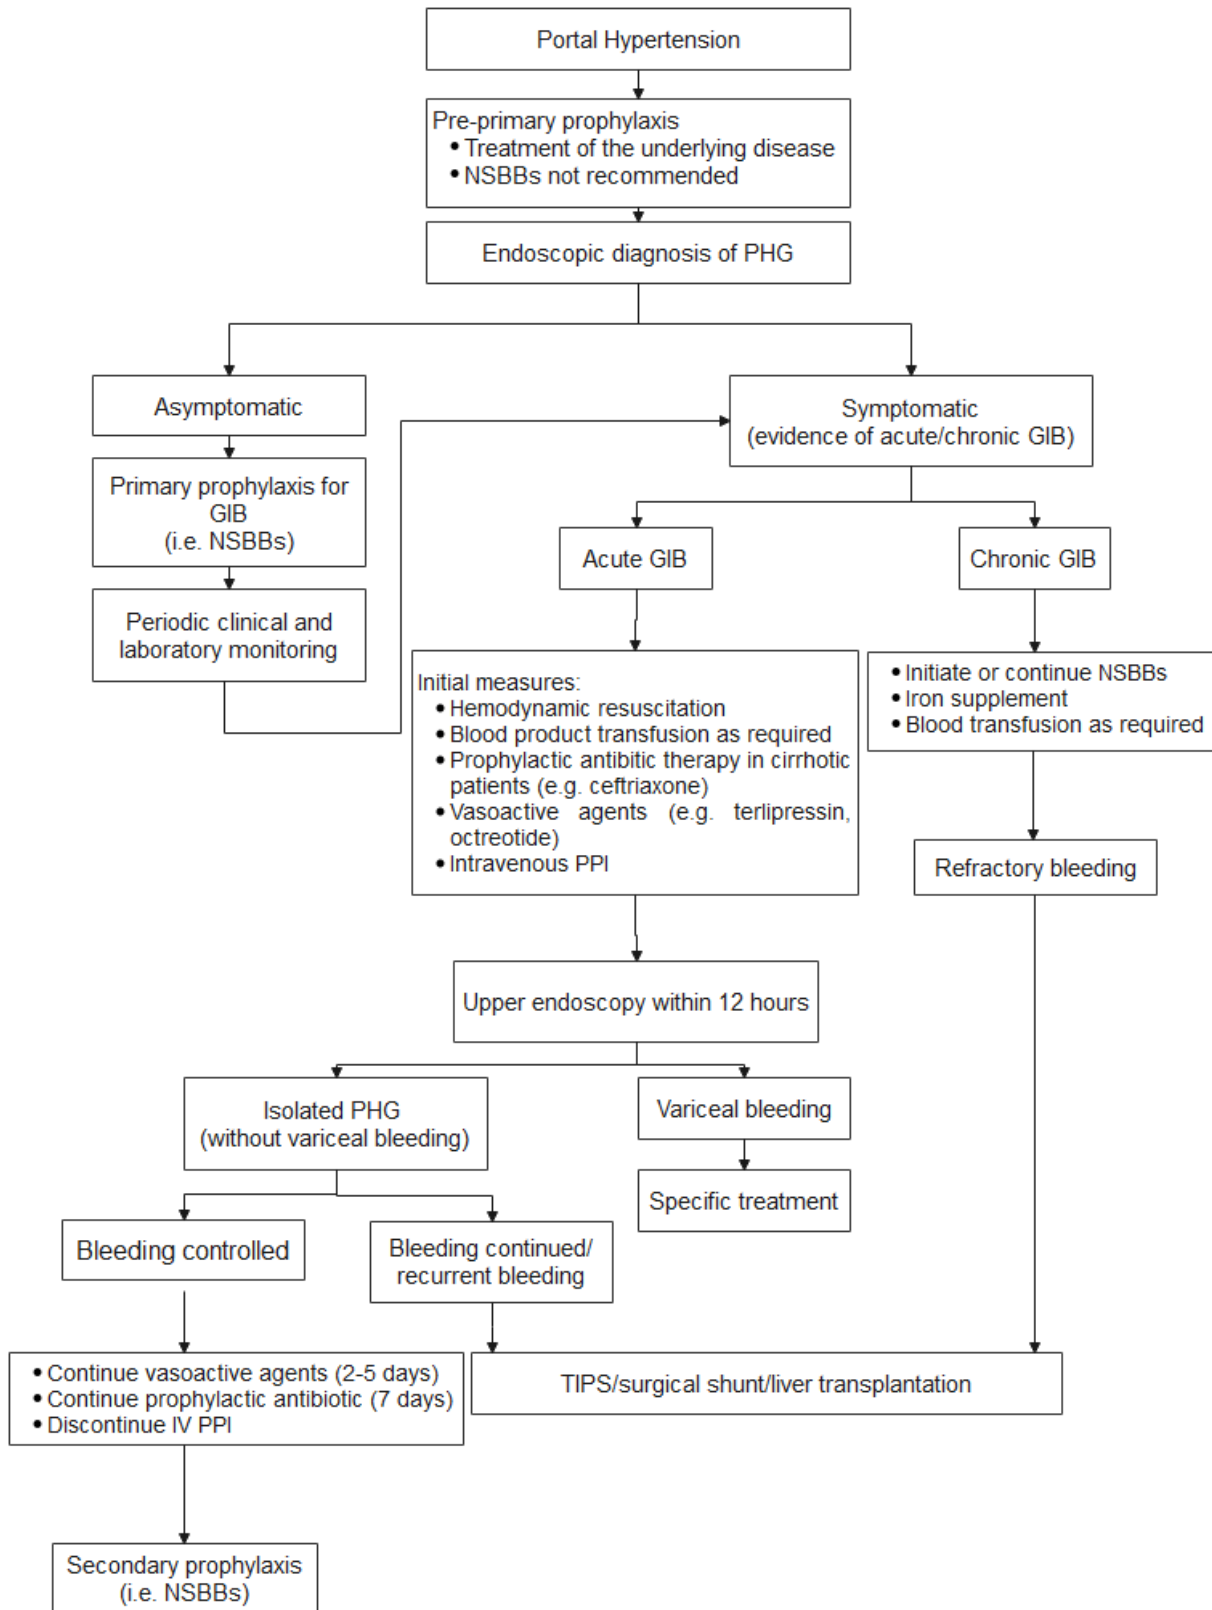 Portal Hypertension
Pre-primary prophylaxis
• Treatment of the underlying disease
• NSBBs not recommended
Endoscopic diagnosis of PHG
Asymptomatic
Symptomatic
(evidence of acute/chronic GIB)
Primary prophylaxis for
GIB
(i.e. NSBBs)
Acute GIB
Chronic GIB
Periodic clinical and
laboratory monitoring
Initial measures:
• Hemodynamic resuscitation
• Blood product transfusion as required
• Prophylactic antibitic therapy in cirrhotic
patients (e.g. ceftriaxone)
• Vasoactive agents (e.g. terlipressin,
octreotide)
• Intravenous PPI
• Initiate or continue NSBBs
• Iron supplement
• Blood transfusion as required
Refractory bleeding
Upper endoscopy within 12 hours
Isolated PHG
(without variceal bleeding)
Variceal bleeding
Specific treatment
Bleeding controlled
Bleeding continued/
recurrent bleeding
• Continue vasoactive agents (2-5 days)
• Continue prophylactic antibiotic (7 days)
• Discontinue IV PPI
TIPS/surgical shunt/liver transplantation
Secondary prophylaxis
(i.e. NSBBs)